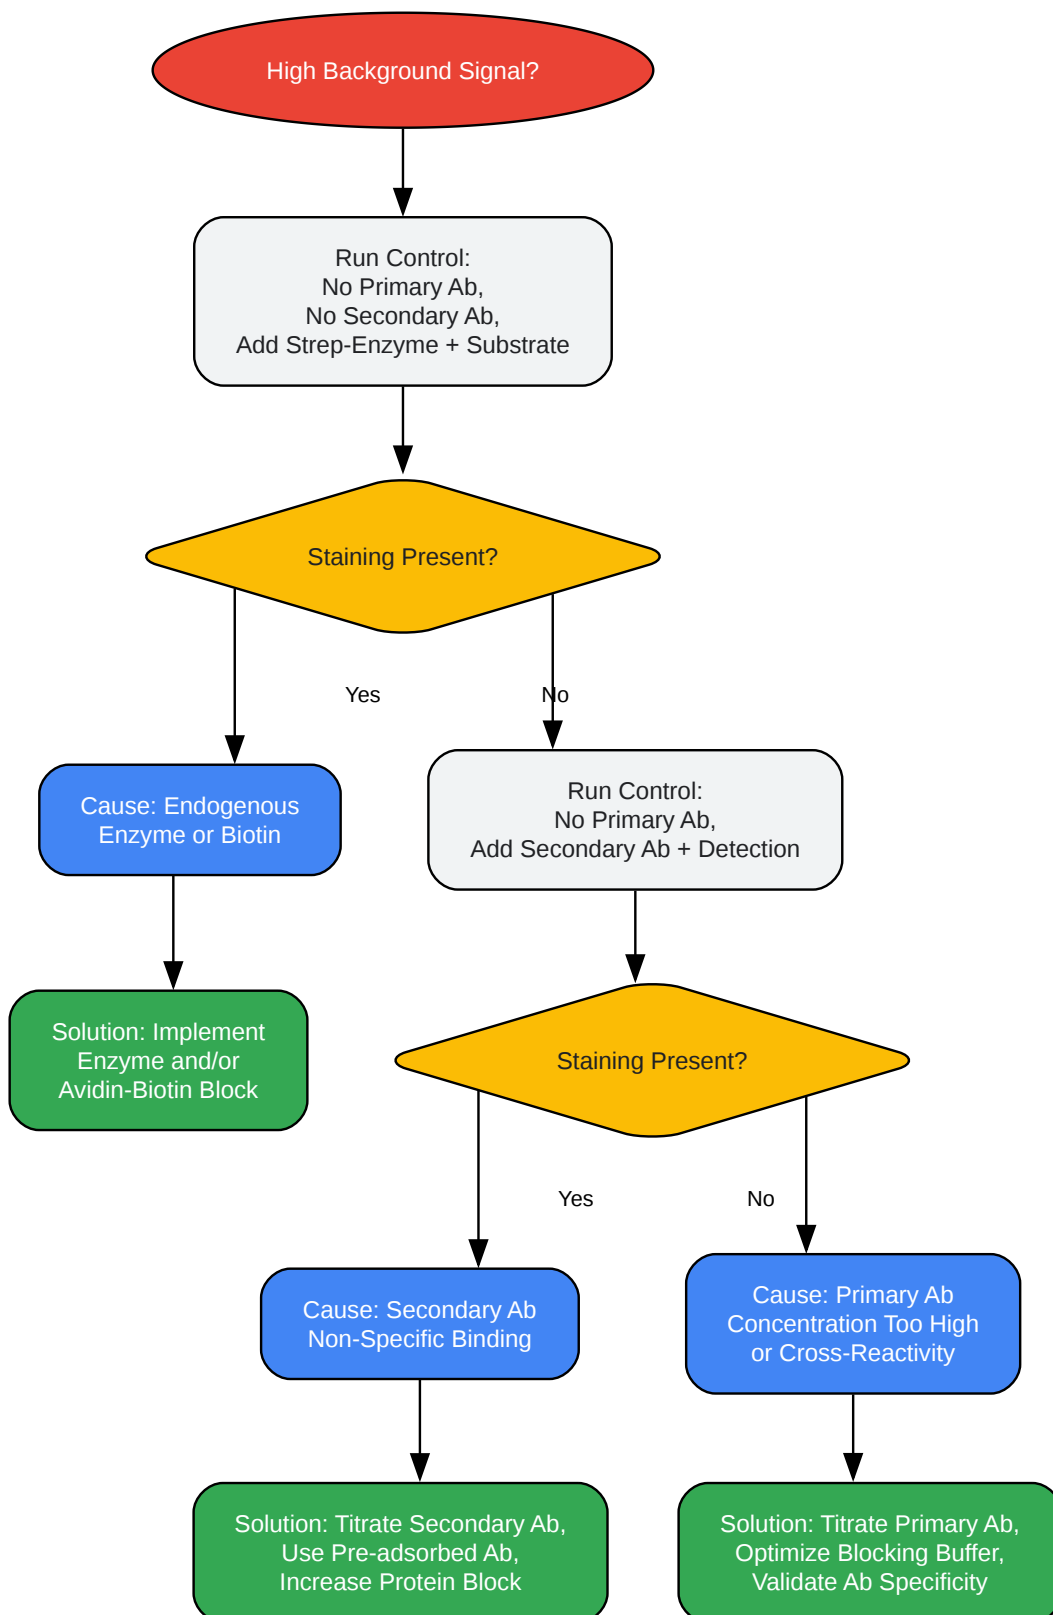 High Background Signal?
Run Control:
No Primary Ab,
No Secondary Ab,
Add Strep-Enzyme + Substrate
Staining Present?
Yes
No
Cause: Endogenous
Enzyme or Biotin
Run Control:
No Primary Ab,
Add Secondary Ab + Detection
Solution: Implement
Enzyme and/or
Avidin-Biotin Block
Staining Present?
Yes
No
Cause: Secondary Ab
Non-Specific Binding
Cause: Primary Ab
Concentration Too High
or Cross-Reactivity
Solution: Titrate Secondary Ab,
Use Pre-adsorbed Ab,
Increase Protein Block
Solution: Titrate Primary Ab,
Optimize Blocking Buffer,
Validate Ab Specificity